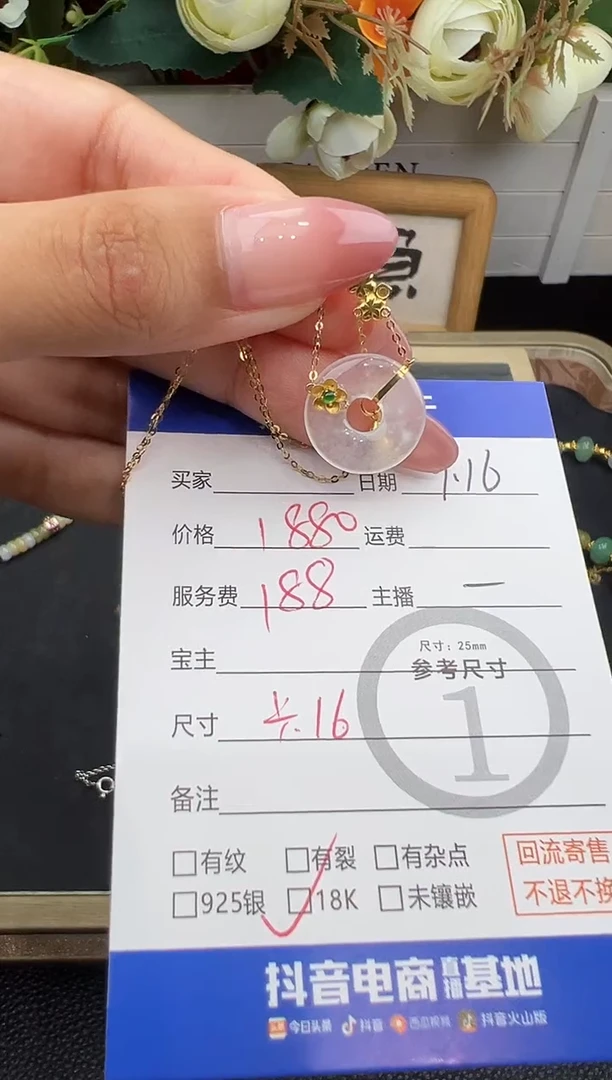 买家 日期 1.16
价格 1880 运费
服务费 188 主播 一
尺寸：25mm
宝主 参考尺寸
1
尺寸 16
备注
有纹 有裂 有杂点
925银 18K 未镶嵌
回流寄售
不退不换
抖音电商直播基地
今日头条 抖音 西瓜视频 抖音火山版